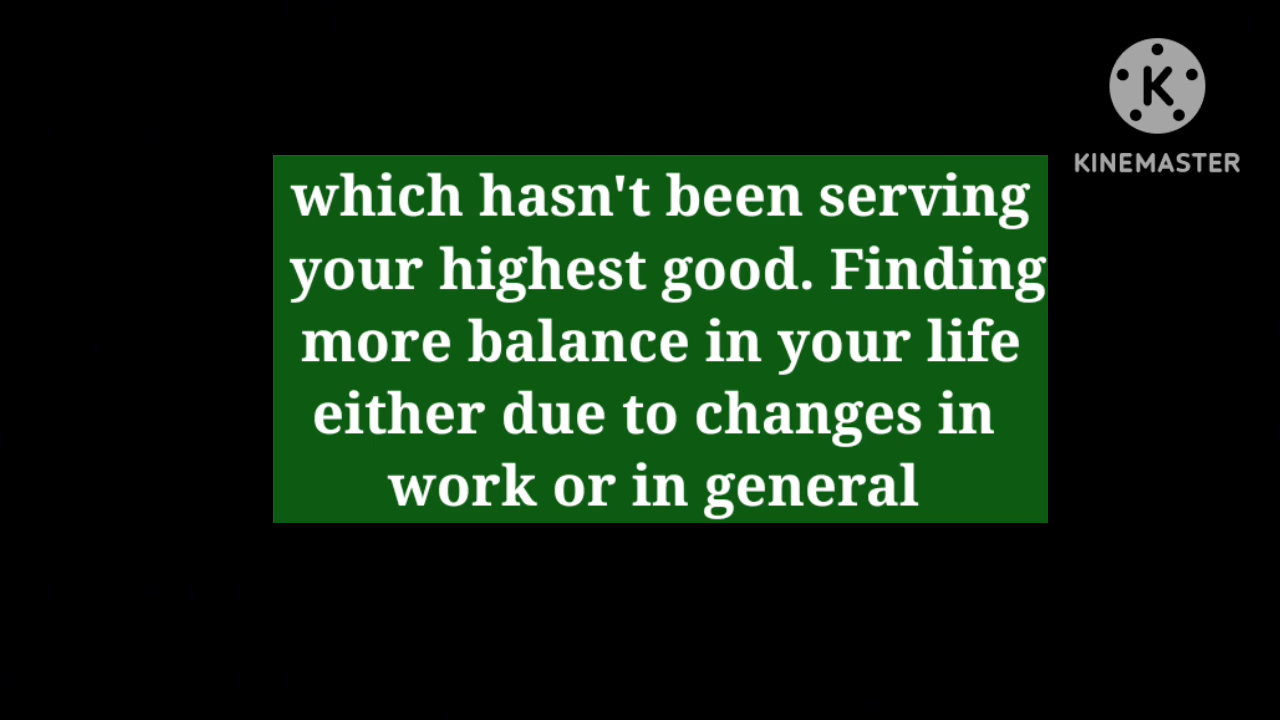 K
KINEMASTER
which hasn't been serving
your highest good. Finding
more balance in your life
either due to changes in
work or in general